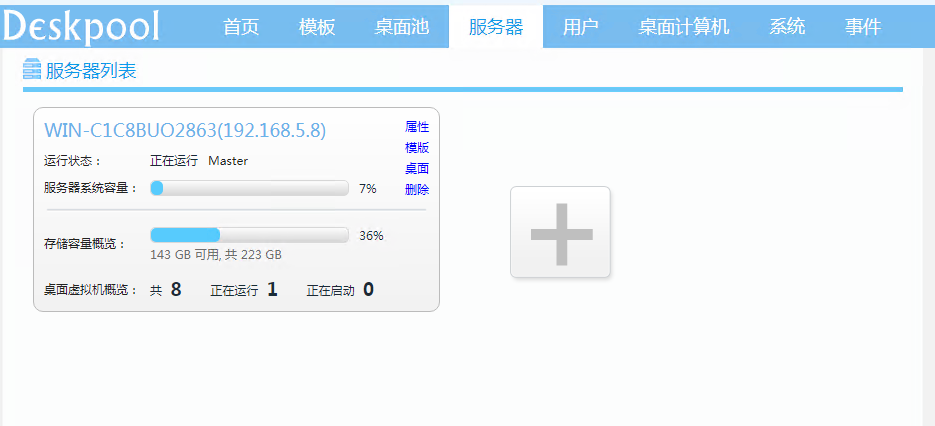 Deskpool 首页 模板 桌面池 服务器 用户 桌面计算机 系统 事件
服务器列表
WIN-C1C8BUO2863(192.168.5.8) 属性
模版
运行状态： 正在运行 Master
桌面
服务器系统容量： 7% 删除
存储容量概览： 36%
143 GB 可用, 共 223 GB
桌面虚拟机概览： 共 8 正在运行 1 正在启动 0